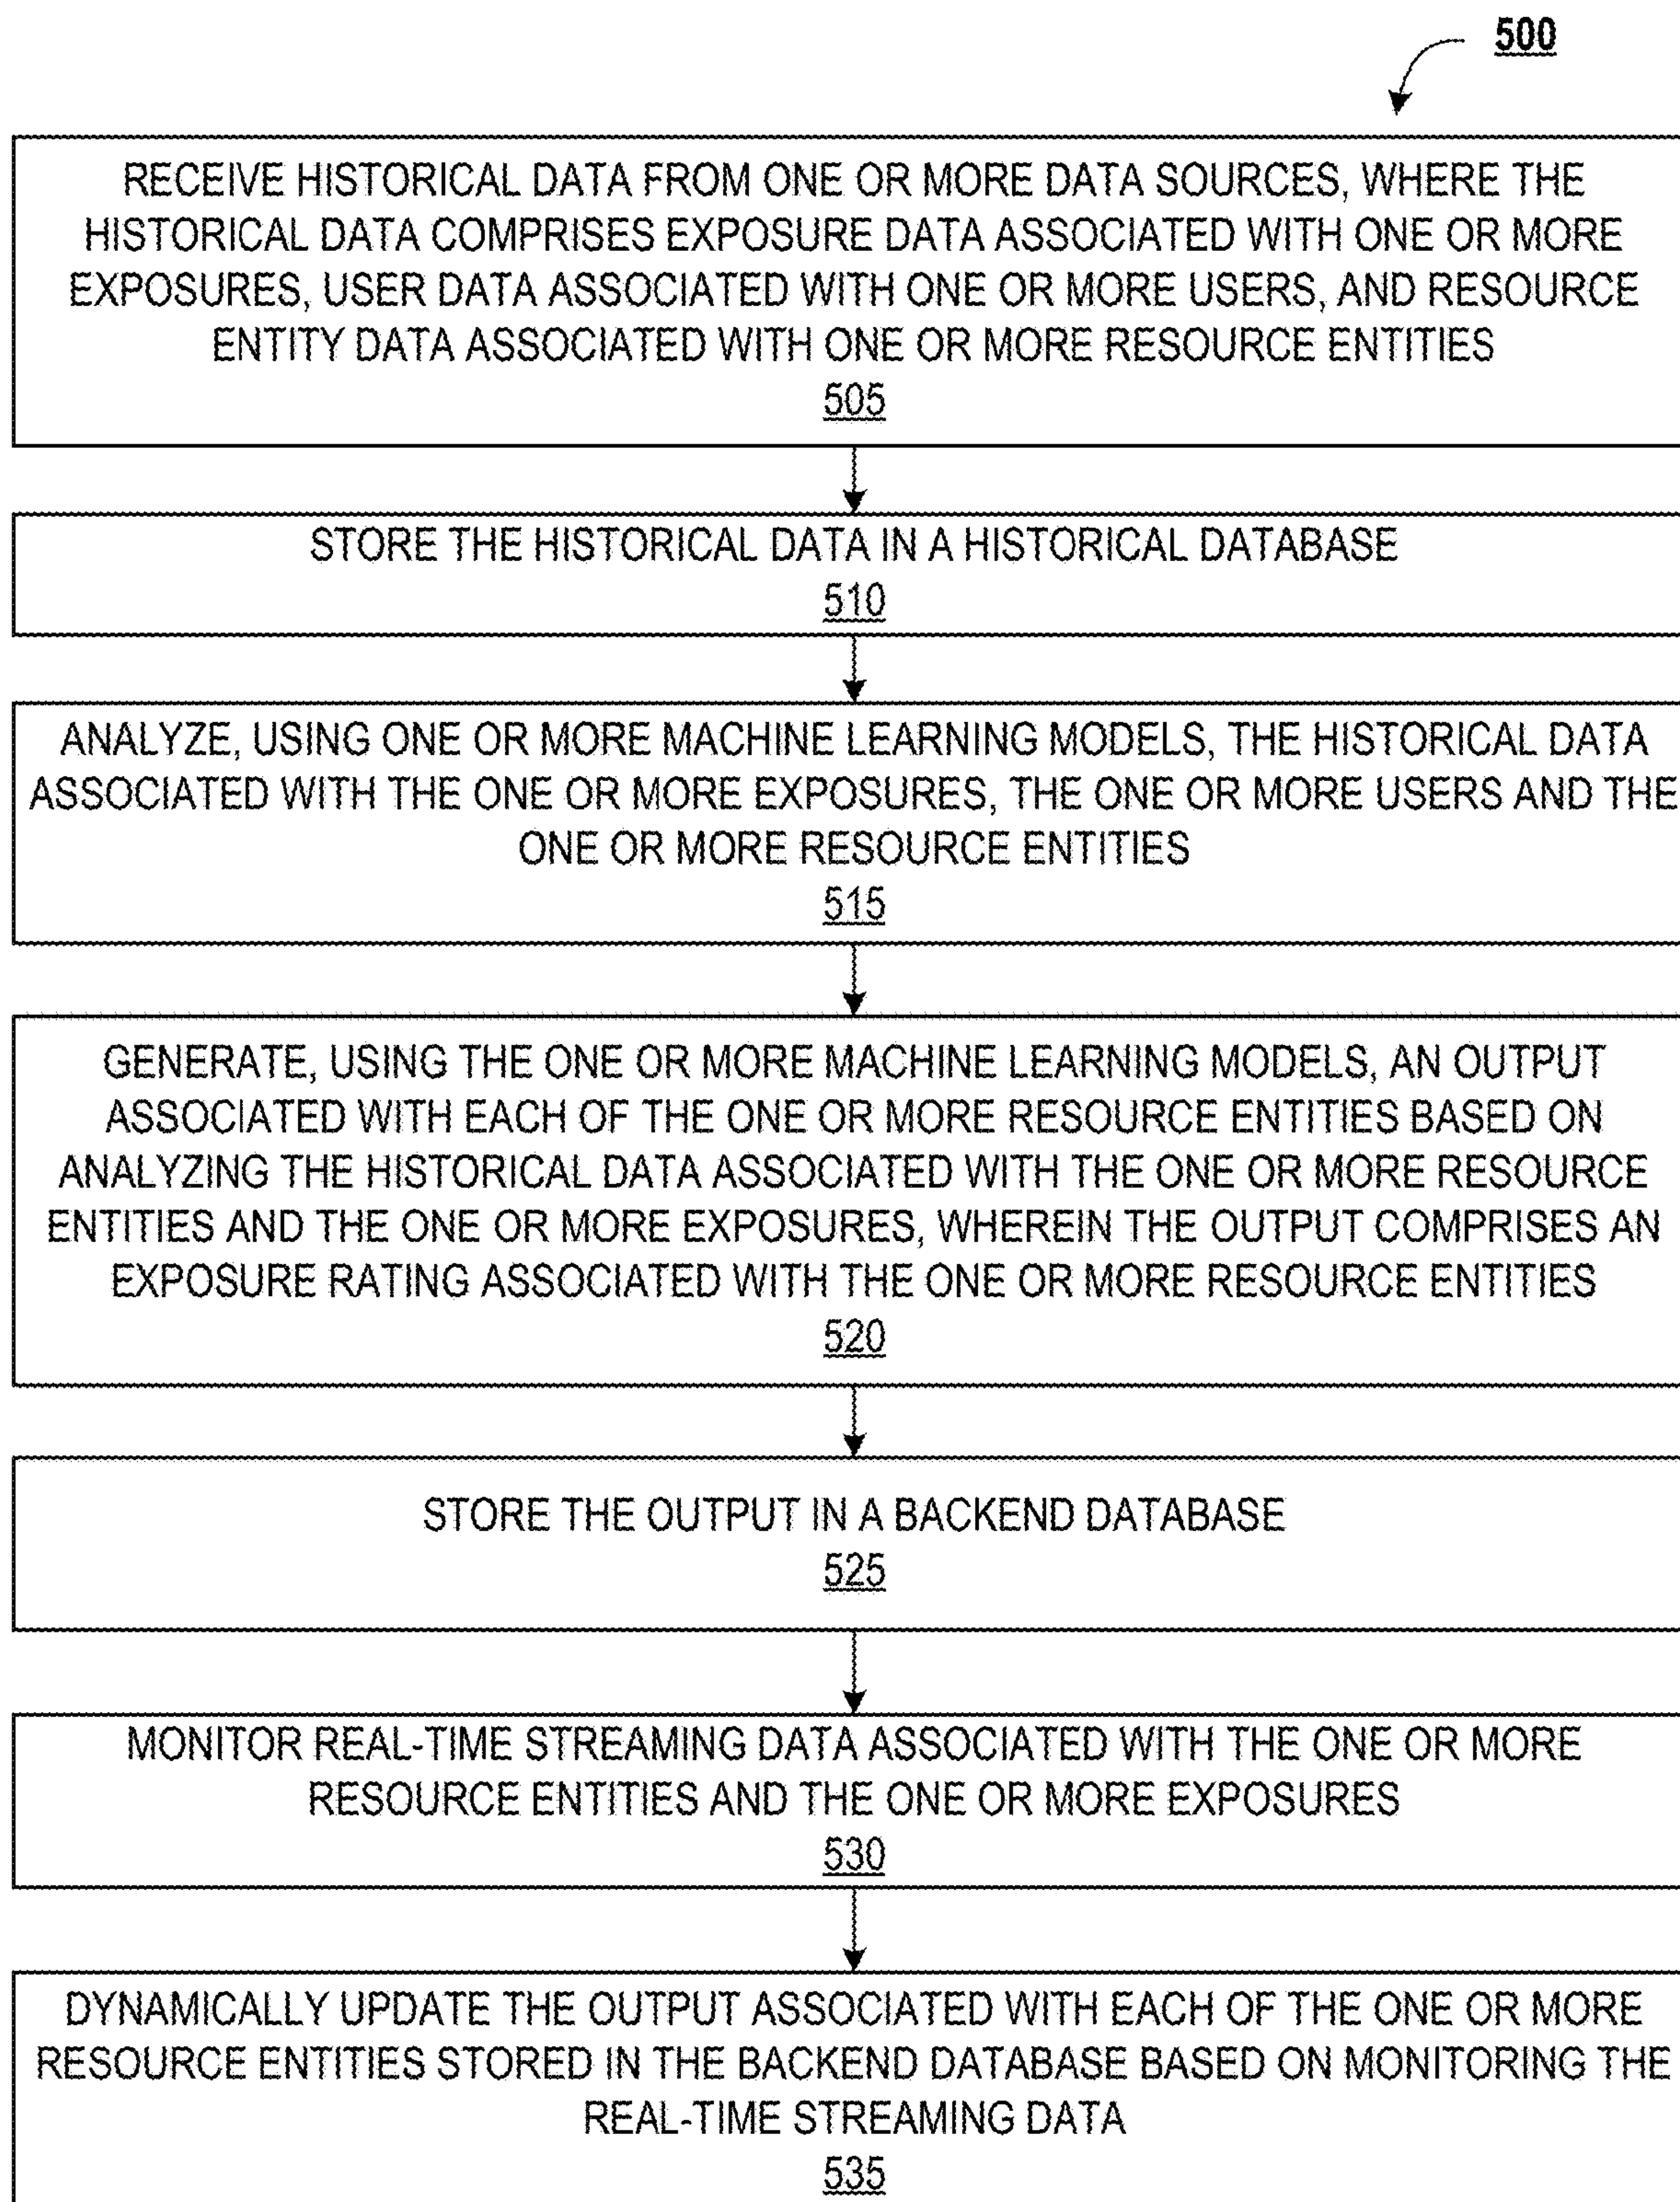 500
RECEIVE HISTORICAL DATA FROM ONE OR MORE DATA SOURCES, WHERE THE
HISTORICAL DATA COMPRISES EXPOSURE DATA ASSOCIATED WITH ONE OR MORE
EXPOSURES, USER DATA ASSOCIATED WITH ONE OR MORE USERS, AND RESOURCE
ENTITY DATA ASSOCIATED WITH ONE OR MORE RESOURCE ENTITIES
505
STORE THE HISTORICAL DATA IN A HISTORICAL DATABASE
510
ANALYZE, USING ONE OR MORE MACHINE LEARNING MODELS, THE HISTORICAL DATA
ASSOCIATED WITH THE ONE OR MORE EXPOSURES, THE ONE OR MORE USERS AND THE
ONE OR MORE RESOURCE ENTITIES
515
GENERATE, USING THE ONE OR MORE MACHINE LEARNING MODELS, AN OUTPUT
ASSOCIATED WITH EACH OF THE ONE OR MORE RESOURCE ENTITIES BASED ON
ANALYZING THE HISTORICAL DATA ASSOCIATED WITH THE ONE OR MORE RESOURCE
ENTITIES AND THE ONE OR MORE EXPOSURES, WHEREIN THE OUTPUT COMPRISES AN
EXPOSURE RATING ASSOCIATED WITH THE ONE OR MORE RESOURCE ENTITIES
520
STORE THE OUTPUT IN A BACKEND DATABASE
525
MONITOR REAL-TIME STREAMING DATA ASSOCIATED WITH THE ONE OR MORE
RESOURCE ENTITIES AND THE ONE OR MORE EXPOSURES
530
DYNAMICALLY UPDATE THE OUTPUT ASSOCIATED WITH EACH OF THE ONE OR MORE
RESOURCE ENTITIES STORED IN THE BACKEND DATABASE BASED ON MONITORING THE
REAL-TIME STREAMING DATA
535